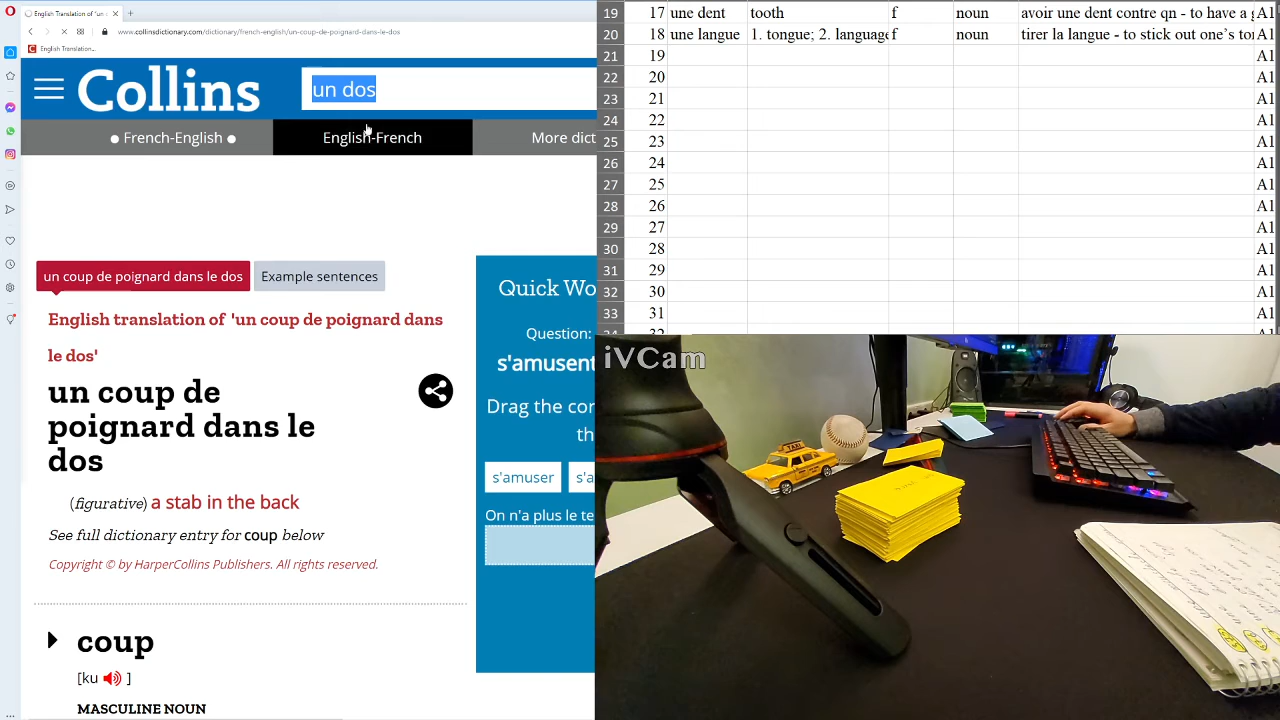 English Translation of "un c
www.collinsdictionary.com/dictionary/french-english/un-coup-de-poignard-dans-le-dos
English Translation...
Collins
un dos
French-English
English-French
More dict
un coup de poignard dans le dos
Example sentences
English translation of 'un coup de poignard dans
le dos'
un coup de
poignard dans le
dos
(figurative) a stab in the back
See full dictionary entry for coup below
Copyright © by HarperCollins Publishers. All rights reserved.
coup
[ku ]
MASCULINE NOUN
Quick Wo
Question:
s'amusent
Drag the cor
th
s'amuser
s'a
On n'a plus le te
19 17 une dent tooth f noun avoir une dent contre qn - to have a g A1
20 18 une langue 1. tongue; 2. language f noun tirer la langue - to stick out one's ton A1
21 19 A1
22 20 A1
23 21 A1
24 22 A1
25 23 A1
26 24 A1
27 25 A1
28 26 A1
29 27 A1
30 28 A1
31 29 A1
32 30 A1
33 31 A1
34 32 A1
iVCam
TAXI